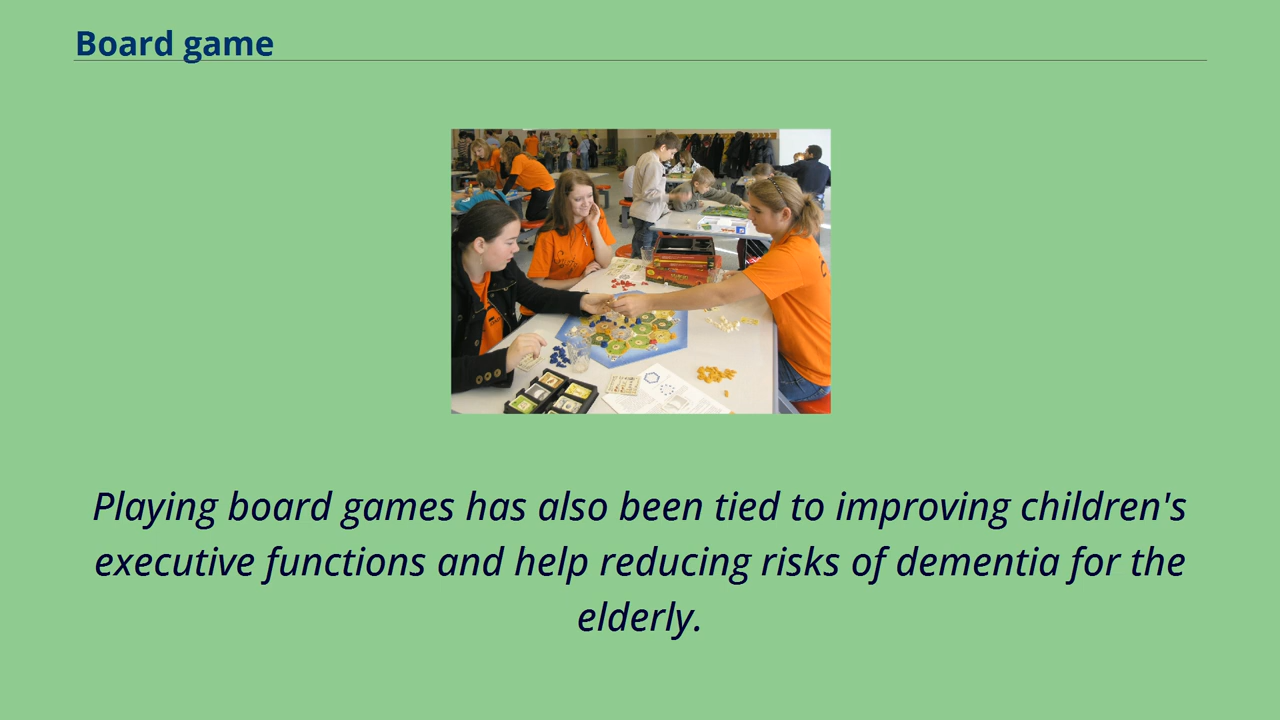 Board game
Playing board games has also been tied to improving children's
executive functions and help reducing risks of dementia for the
elderly.